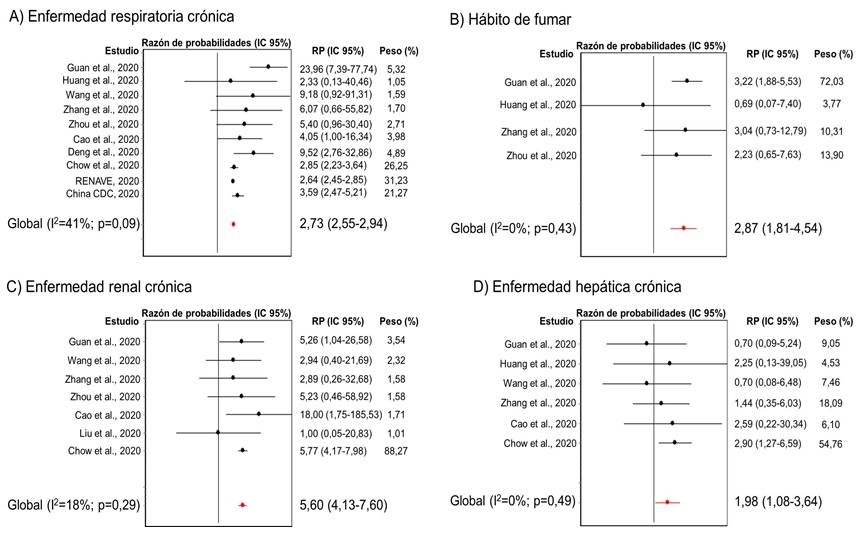 A) Enfermedad respiratoria crónica
Estudio Razón de probabilidades (IC 95%) RP (IC 95%) Peso (%)
Guan et al., 2020 23,96 (7,39-77,74) 5,32
Huang et al., 2020 2,33 (0,13-40,46) 1,05
Wang et al., 2020 9,18 (0,92-91,31) 1,59
Zhang et al., 2020 6,07 (0,66-55,82) 1,70
Zhou et al., 2020 5,40 (0,96-30,40) 2,71
Cao et al., 2020 4,05 (1,00-16,34) 3,98
Deng et al., 2020 9,52 (2,76-32,86) 4,89
Chow et al., 2020 2,85 (2,23-3,64) 26,25
RENAVE, 2020 2,64 (2,45-2,85) 31,23
China CDC, 2020 3,59 (2,47-5,21) 21,27
Global (I²=41%; p=0,09) 2,73 (2,55-2,94)
B) Hábito de fumar
Estudio Razón de probabilidades (IC 95%) RP (IC 95%) Peso (%)
Guan et al., 2020 3,22 (1,88-5,53) 72,03
Huang et al., 2020 0,69 (0,07-7,40) 3,77
Zhang et al., 2020 3,04 (0,73-12,79) 10,31
Zhou et al., 2020 2,23 (0,65-7,63) 13,90
Global (I²=0%; p=0,43) 2,87 (1,81-4,54)
C) Enfermedad renal crónica
Estudio Razón de probabilidades (IC 95%) RP (IC 95%) Peso (%)
Guan et al., 2020 5,26 (1,04-26,58) 3,54
Wang et al., 2020 2,94 (0,40-21,69) 2,32
Zhang et al., 2020 2,89 (0,26-32,68) 1,58
Zhou et al., 2020 5,23 (0,46-58,92) 1,58
Cao et al., 2020 18,00 (1,75-185,53) 1,71
Liu et al., 2020 1,00 (0,05-20,83) 1,01
Chow et al., 2020 5,77 (4,17-7,98) 88,27
Global (I²=18%; p=0,29) 5,60 (4,13-7,60)
D) Enfermedad hepática crónica
Estudio Razón de probabilidades (IC 95%) RP (IC 95%) Peso (%)
Guan et al., 2020 0,70 (0,09-5,24) 9,05
Huang et al., 2020 2,25 (0,13-39,05) 4,53
Wang et al., 2020 0,70 (0,08-6,48) 7,46
Zhang et al., 2020 1,44 (0,35-6,03) 18,09
Cao et al., 2020 2,59 (0,22-30,34) 6,10
Chow et al., 2020 2,90 (1,27-6,59) 54,76
Global (I²=0%; p=0,49) 1,98 (1,08-3,64)